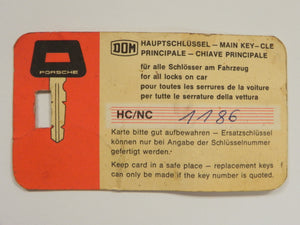 PORSCHE
DOM HAUPTSCHLÜSSEL – MAIN KEY – CLE
PRINCIPALE – CHIAVE PRINCIPALE
für alle Schlösser am Fahrzeug
for all locks on car
pour toutes les serrures de la voiture
per tutte le serrature della vettura
HC/NC 1186
Karte bitte gut aufbewahren – Ersatzschlüssel
können nur bei Angabe der Schlüsselnummer
gefertigt werden.
Keep card in a safe place – replacement keys
can only be made if the key number is quoted.